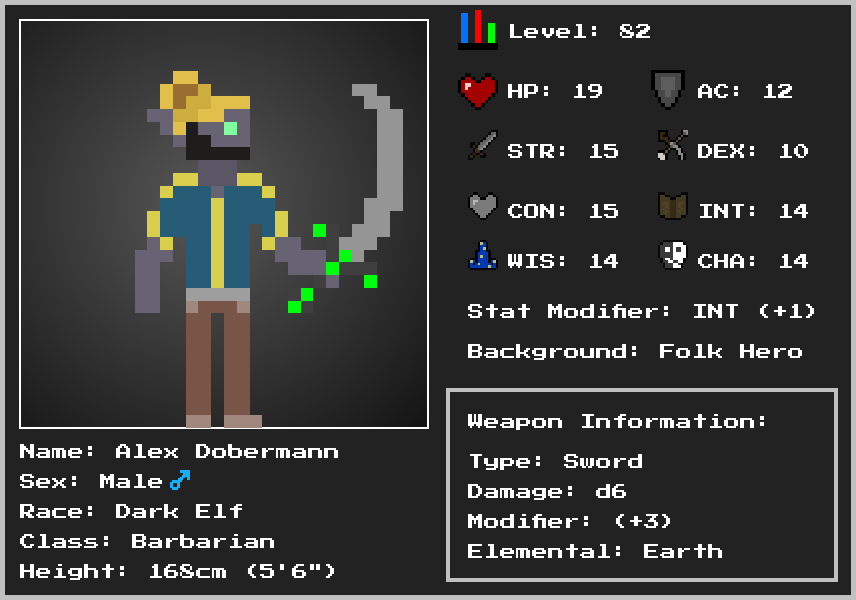 Level: 82
HP: 19
AC: 12
STR: 15
DEX: 10
CON: 15
INT: 14
WIS: 14
CHA: 14
Stat Modifier: INT (+1)
Background: Folk Hero
Weapon Information:
Type: Sword
Damage: d6
Modifier: (+3)
Elemental: Earth
Name: Alex Dobermann
Sex: Male♂
Race: Dark Elf
Class: Barbarian
Height: 168cm (5'6")